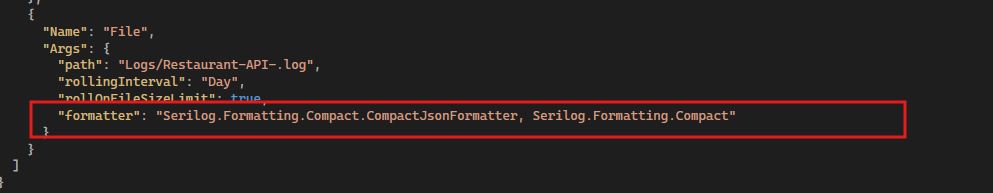 },
{
"Name": "File",
"Args": {
"path": "Logs/Restaurant-API-.log",
"rollingInterval": "Day",
"rollOnFileSizeLimit": true,
"formatter": "Serilog.Formatting.Compact.CompactJsonFormatter, Serilog.Formatting.Compact"
}
}
]
}